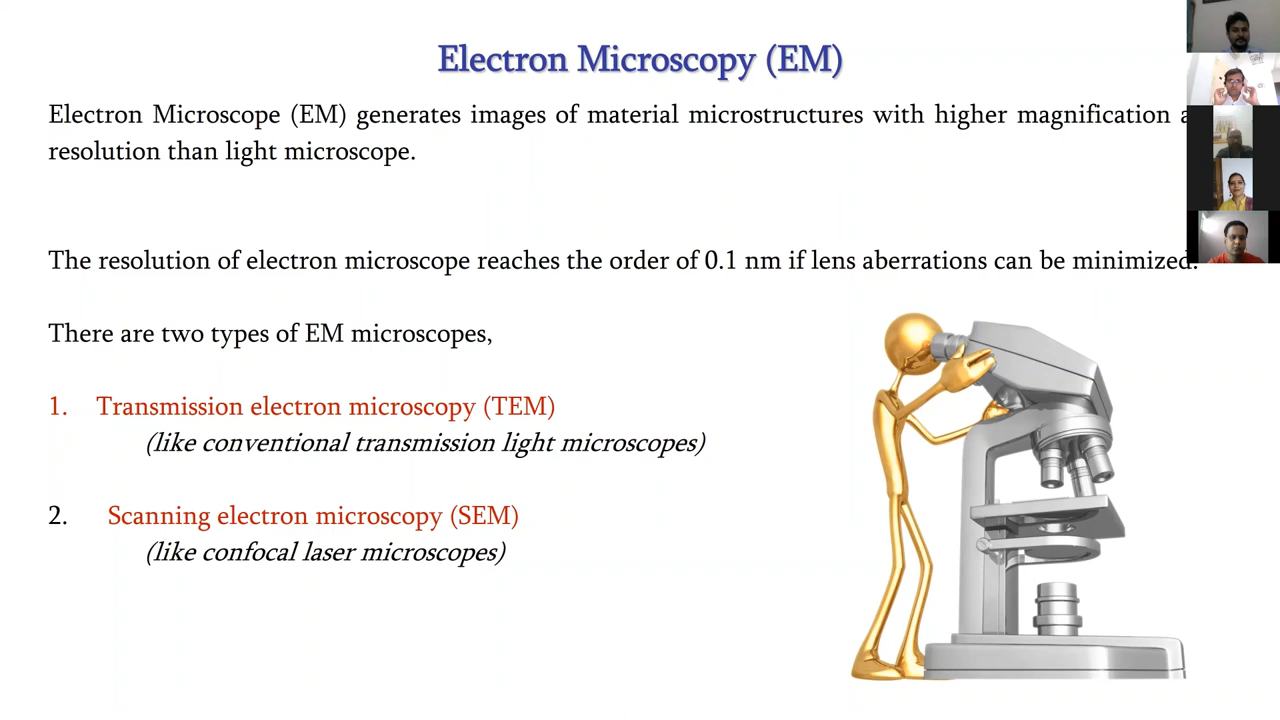 Electron Microscopy (EM)
Electron Microscope (EM) generates images of material microstructures with higher magnification
resolution than light microscope.
The resolution of electron microscope reaches the order of 0.1 nm if lens aberrations can be minimized.
There are two types of EM microscopes,
1. Transmission electron microscopy (TEM)
(like conventional transmission light microscopes)
2. Scanning electron microscopy (SEM)
(like confocal laser microscopes)